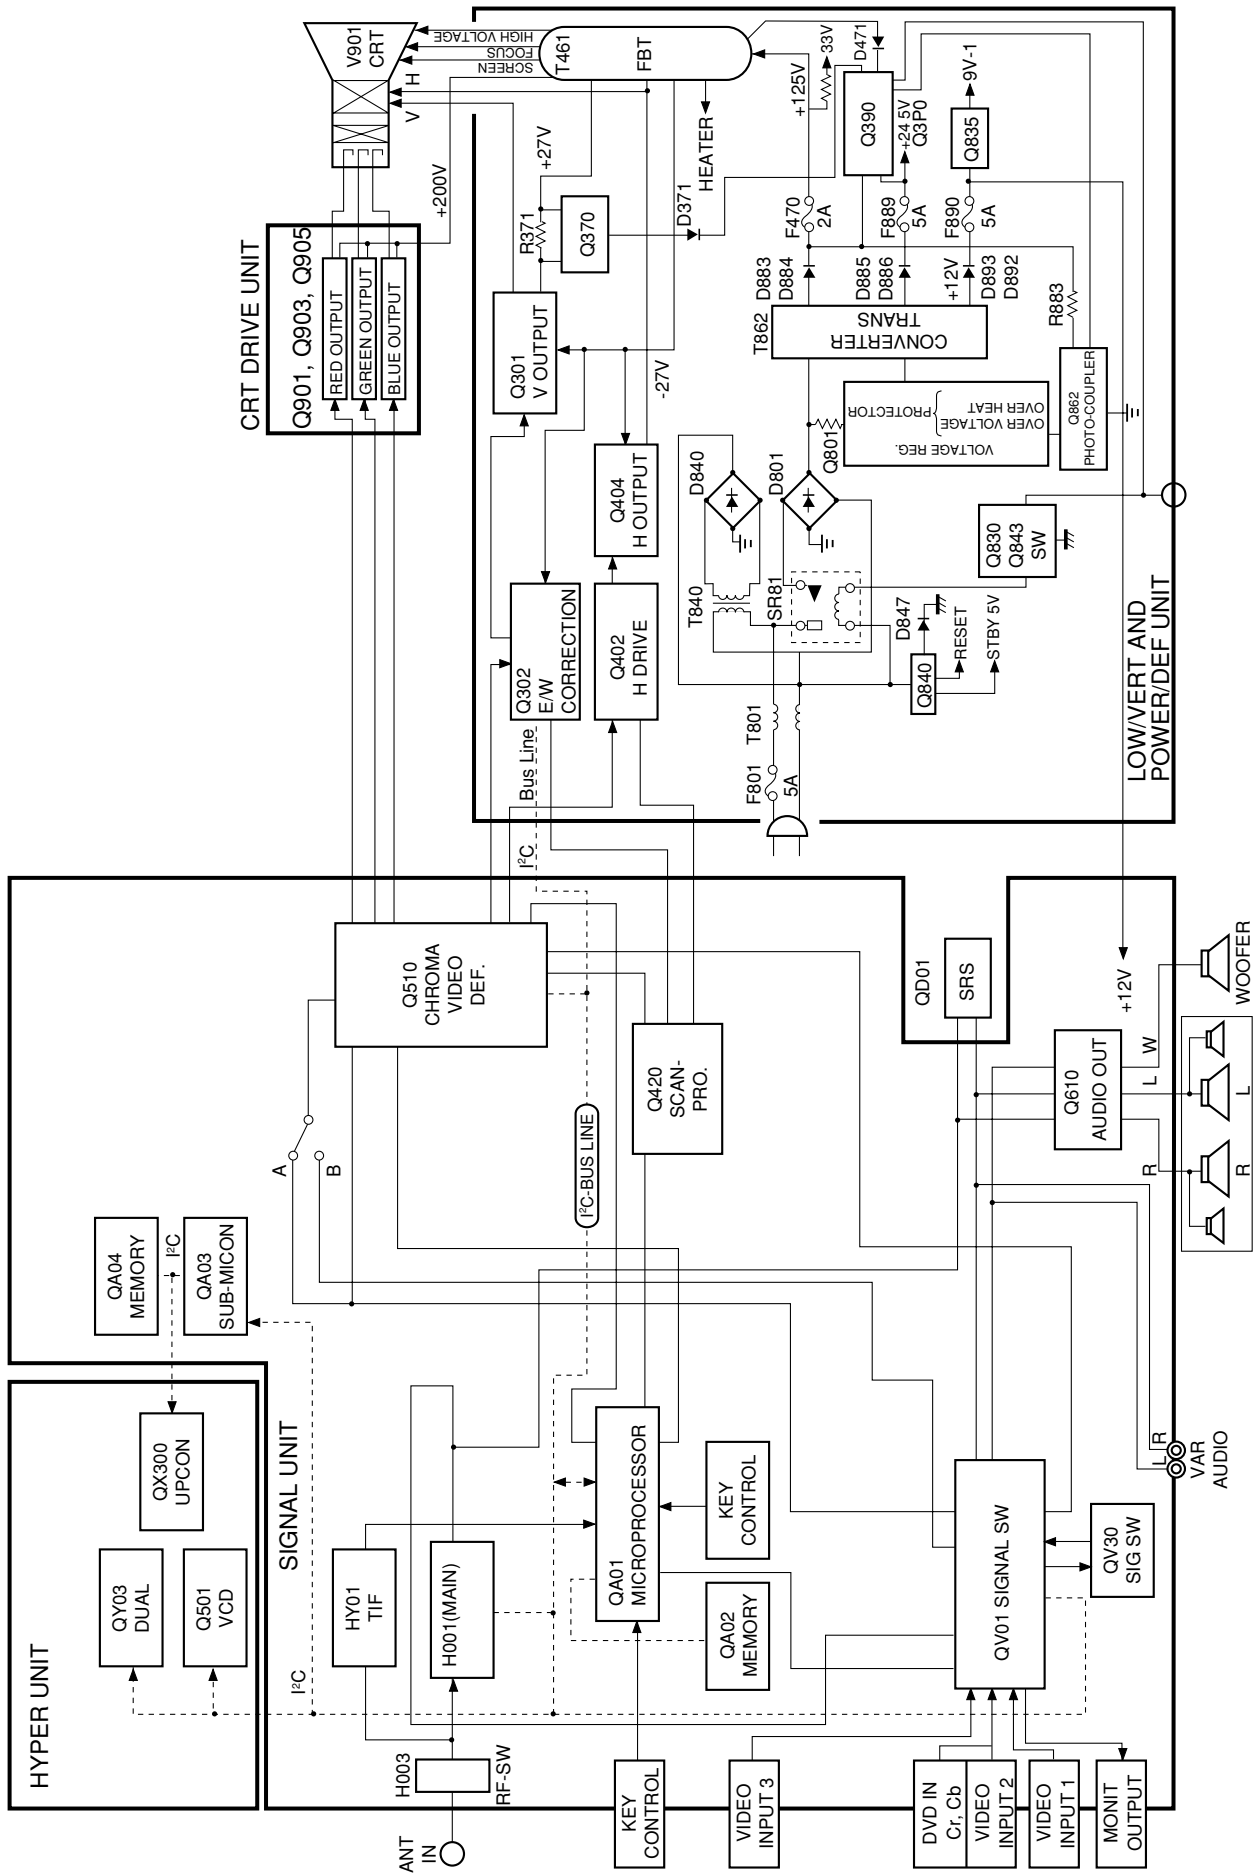 HYPER UNIT
QY03
DUAL
QX300
UPCON
Q501
VCD
I²C
QA04
MEMORY
I²C
QA03
SUB-MICON
SIGNAL UNIT
A
B
HY01
TIF
H001(MAIN)
H003
RF-SW
ANT
IN
KEY
CONTROL
QA01
MICROPROCESSOR
KEY
CONTROL
QA02
MEMORY
I²C-BUS LINE
Q510
CHROMA
VIDEO
DEF.
Q420
SCAN-
PRO.
VIDEO
INPUT 3
DVD IN
Cr, Cb
VIDEO
INPUT 2
VIDEO
INPUT 1
MONIT
OUTPUT
QV01 SIGNAL SW
QV30
SIG SW
L
R
VAR
AUDIO
QD01
SRS
Q610
AUDIO OUT
R
L
W
+12V
R
L
WOOFER
CRT DRIVE UNIT
Q901, Q903, Q905
RED OUTPUT
GREEN OUTPUT
BLUE OUTPUT
+200V
V901
CRT
V
H
HIGH VOLTAGE
FOCUS
SCREEN
T461
FBT
HEATER
I²C
Bus Line
Q302
E/W
CORRECTION
Q301
V OUTPUT
R371
+27V
Q370
D371
Q402
H DRIVE
Q404
H OUTPUT
-27V
T840
D840
SR81
D801
F801
5A
T801
Q840
D847
RESET
STBY 5V
Q830
Q843
SW
Q801
VOLTAGE REG.
PROTECTOR
OVER VOLTAGE
OVER HEAT
Q862
PHOTO-COUPLER
R883
T862
CONVERTER
TRANS
D883
D884
D885
D886
+12V
D893
D892
F470
2A
F889
5A
F890
5A
+125V
33V
D471
Q390
+24 5V
Q3P0
Q835
9V-1
LOW/VERT AND
POWER/DEF UNIT